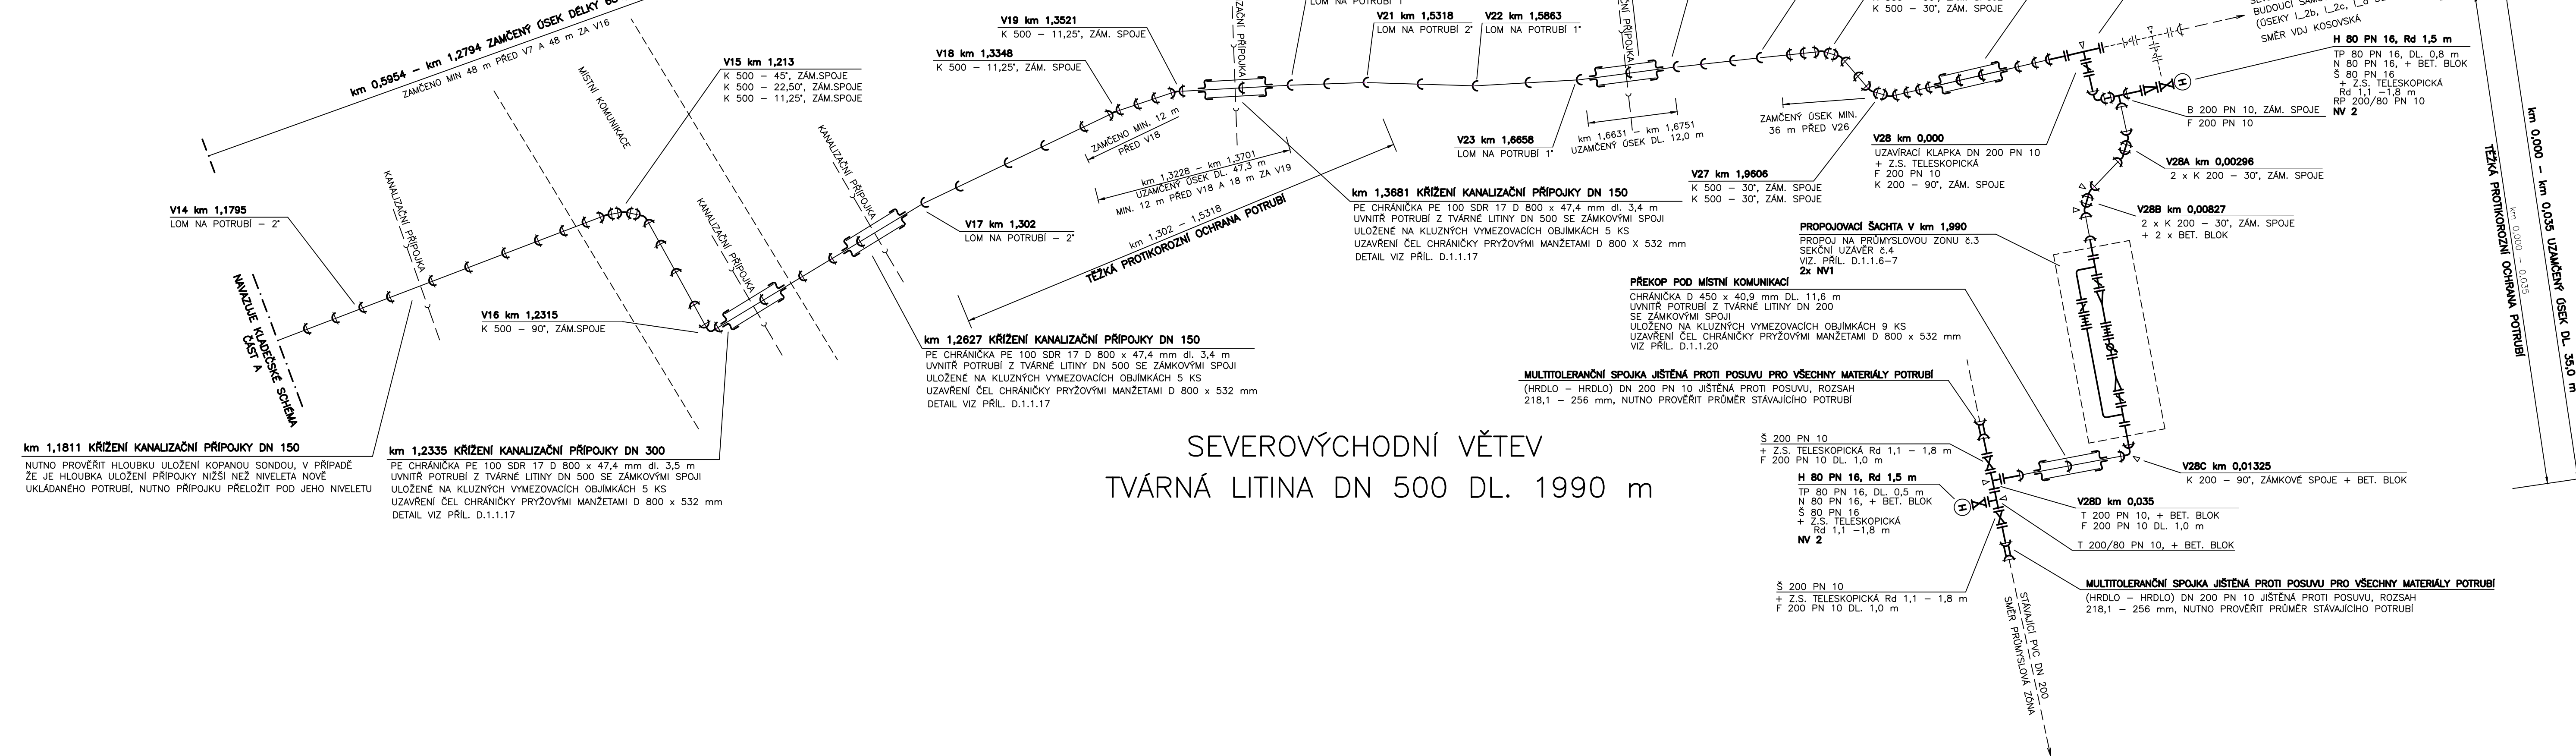 km 0,5954 – km 1,2794 ZAMČENÝ ÚSEK DÉLKY
ZAMČENO MIN 48 m PŘED V7 A 48 m ZA V16
MÍSTNÍ KOMUNIKACE
V14 km 1,1795
LOM NA POTRUBÍ – 2°
KANALIZAČNÍ PŘÍPOJKA
NAVAZUJE KLADEČSKÉ SCHÉMA
ČÁST A
km 1,1811 KŘÍŽENÍ KANALIZAČNÍ PŘÍPOJKY DN 150
NUTNO PROVĚŘIT HLOUBKU ULOŽENÍ KOPANOU SONDOU, V PŘÍPADĚ
ŽE JE HLOUBKA ULOŽENÍ PŘÍPOJKY NIŽŠÍ NEŽ NIVELETA NOVĚ
UKLÁDANÉHO POTRUBÍ, NUTNO PŘÍPOJKU PŘELOŽIT POD JEHO NIVELETU
V15 km 1,213
K 500 – 45°, ZÁM.SPOJE
K 500 – 22,50°, ZÁM.SPOJE
K 500 – 11,25°, ZÁM.SPOJE
V16 km 1,2315
K 500 – 90°, ZÁM.SPOJE
KANALIZAČNÍ PŘÍPOJKA
km 1,2335 KŘÍŽENÍ KANALIZAČNÍ PŘÍPOJKY DN 300
PE CHRÁNIČKA PE 100 SDR 17 D 800 x 47,4 mm dl. 3,5 m
UVNITŘ POTRUBÍ Z TVÁRNÉ LITINY DN 500 SE ZÁMKOVÝMI SPOJI
ULOŽENÉ NA KLUZNÝCH VYMEZOVACÍCH OBJÍMKÁCH 5 KS
UZAVŘENÍ ČEL CHRÁNIČKY PRYŽOVÝMI MANŽETAMI D 800 x 532 mm
DETAIL VIZ PŘÍL. D.1.1.17
KANALIZAČNÍ PŘÍPOJKA
V17 km 1,302
LOM NA POTRUBÍ – 2°
km 1,2627 KŘÍŽENÍ KANALIZAČNÍ PŘÍPOJKY DN 150
PE CHRÁNIČKA PE 100 SDR 17 D 800 x 47,4 mm dl. 3,4 m
UVNITŘ POTRUBÍ Z TVÁRNÉ LITINY DN 500 SE ZÁMKOVÝMI SPOJI
ULOŽENÉ NA KLUZNÝCH VYMEZOVACÍCH OBJÍMKÁCH 5 KS
UZAVŘENÍ ČEL CHRÁNIČKY PRYŽOVÝMI MANŽETAMI D 800 x 532 mm
DETAIL VIZ PŘÍL. D.1.1.17
V19 km 1,3521
K 500 – 11,25°, ZÁM. SPOJE
V18 km 1,3348
K 500 – 11,25°, ZÁM. SPOJE
ZAMČENO MIN. 12 m
PŘED V18
km 1,3228 – km 1,3701
UZAMČENÝ ÚSEK DL. 47,3 m
MIN. 12 m PŘED V18 A 18 m ZA V19
km 1,302 – 1,5318
TĚŽKÁ PROTIKOROZNÍ OCHRANA POTRUBÍ
PŘÍPOJKA
LOM NA POTRUBÍ 1°
V21 km 1,5318
LOM NA POTRUBÍ 2°
V22 km 1,5863
LOM NA POTRUBÍ 1°
km 1,3681 KŘÍŽENÍ KANALIZAČNÍ PŘÍPOJKY DN 150
PE CHRÁNIČKA PE 100 SDR 17 D 800 x 47,4 mm dl. 3,4 m
UVNITŘ POTRUBÍ Z TVÁRNÉ LITINY DN 500 SE ZÁMKOVÝMI SPOJI
ULOŽENÉ NA KLUZNÝCH VYMEZOVACÍCH OBJÍMKÁCH 5 KS
UZAVŘENÍ ČEL CHRÁNIČKY PRYŽOVÝMI MANŽETAMI D 800 X 532 mm
DETAIL VIZ PŘÍL. D.1.1.17
V23 km 1,6658
LOM NA POTRUBÍ 1°
PŘÍPOJKA
km 1,6631 – km 1,6751
UZAMČENÝ ÚSEK DL. 12,0 m
K 500 – 30°, ZÁM. SPOJE
ZAMČENÝ ÚSEK MIN.
36 m PŘED V26
V27 km 1,9606
K 500 – 30°, ZÁM. SPOJE
K 500 – 30°, ZÁM. SPOJE
V28 km 0,000
UZAVÍRACÍ KLAPKA DN 200 PN 10
+ Z.S. TELESKOPICKÁ
F 200 PN 10
K 200 – 90°, ZÁM. SPOJE
(ÚSEKY I_2b, I_2c,
SMĚR VDJ KOSOVSKÁ
H 80 PN 16, Rd 1,5 m
TP 80 PN 16, DL. 0,8 m
N 80 PN 16, + BET. BLOK
Š 80 PN 16
+ Z.S. TELESKOPICKÁ
Rd 1,1 –1,8 m
RP 200/80 PN 10
NV 2
H
B 200 PN 10, ZÁM. SPOJE
F 200 PN 10
V28A km 0,00296
2 x K 200 – 30°, ZÁM. SPOJE
V28B km 0,00827
2 x K 200 – 30°, ZÁM. SPOJE
+ 2 x BET. BLOK
PROPOJOVACÍ ŠACHTA V km 1,990
PROPOJ NA PRŮMYSLOVOU ZONU č.3
SEKČNÍ UZÁVĚR č.4
VIZ. PŘÍL. D.1.1.6–7
2x NV1
PŘEKOP POD MÍSTNÍ KOMUNIKACÍ
CHRÁNIČKA D 450 x 40,9 mm DL. 11,6 m
UVNITŘ POTRUBÍ Z TVÁRNÉ LITINY DN 200
SE ZÁMKOVÝMI SPOJI
ULOŽENO NA KLUZNÝCH VYMEZOVACÍCH OBJÍMKÁCH 9 KS
UZAVŘENÍ ČEL CHRÁNIČKY PRYŽOVÝMI MANŽETAMI D 800 x 532 mm
VIZ PŘÍL. D.1.1.20
MULTITOLERANČNÍ SPOJKA JIŠTĚNÁ PROTI POSUVU PRO VŠECHNY MATERIÁLY POTRUBÍ
(HRDLO – HRDLO) DN 200 PN 10 JIŠTĚNÁ PROTI POSUVU, ROZSAH
218,1 – 256 mm, NUTNO PROVĚŘIT PRŮMĚR STÁVAJÍCÍHO POTRUBÍ
km 0,000 – km 0,035 UZAMČENÝ ÚSEK DL. 35,0 m
km 0,000 – 0,035
TĚŽKÁ PROTIKOROZNÍ OCHRANA POTRUBÍ
SEVEROVÝCHODNÍ VĚTEV
TVÁRNÁ LITINA DN 500 DL. 1990 m
Š 200 PN 10
+ Z.S. TELESKOPICKÁ Rd 1,1 – 1,8 m
F 200 PN 10 DL. 1,0 m
H 80 PN 16, Rd 1,5 m
TP 80 PN 16, DL. 0,5 m
N 80 PN 16, + BET. BLOK
Š 80 PN 16
+ Z.S. TELESKOPICKÁ
Rd 1,1 –1,8 m
NV 2
H
V28C km 0,01325
K 200 – 90°, ZÁMKOVÉ SPOJE + BET. BLOK
V28D km 0,035
T 200 PN 10, + BET. BLOK
F 200 PN 10 DL. 1,0 m
T 200/80 PN 10, + BET. BLOK
Š 200 PN 10
+ Z.S. TELESKOPICKÁ Rd 1,1 – 1,8 m
F 200 PN 10 DL. 1,0 m
MULTITOLERANČNÍ SPOJKA JIŠTĚNÁ PROTI POSUVU PRO VŠECHNY MATERIÁLY POTRUBÍ
(HRDLO – HRDLO) DN 200 PN 10 JIŠTĚNÁ PROTI POSUVU, ROZSAH
218,1 – 256 mm, NUTNO PROVĚŘIT PRŮMĚR STÁVAJÍCÍHO POTRUBÍ
STÁVAJÍCÍ PVC DN 200
SMĚR PRŮMYSLOVÁ ZÓNA